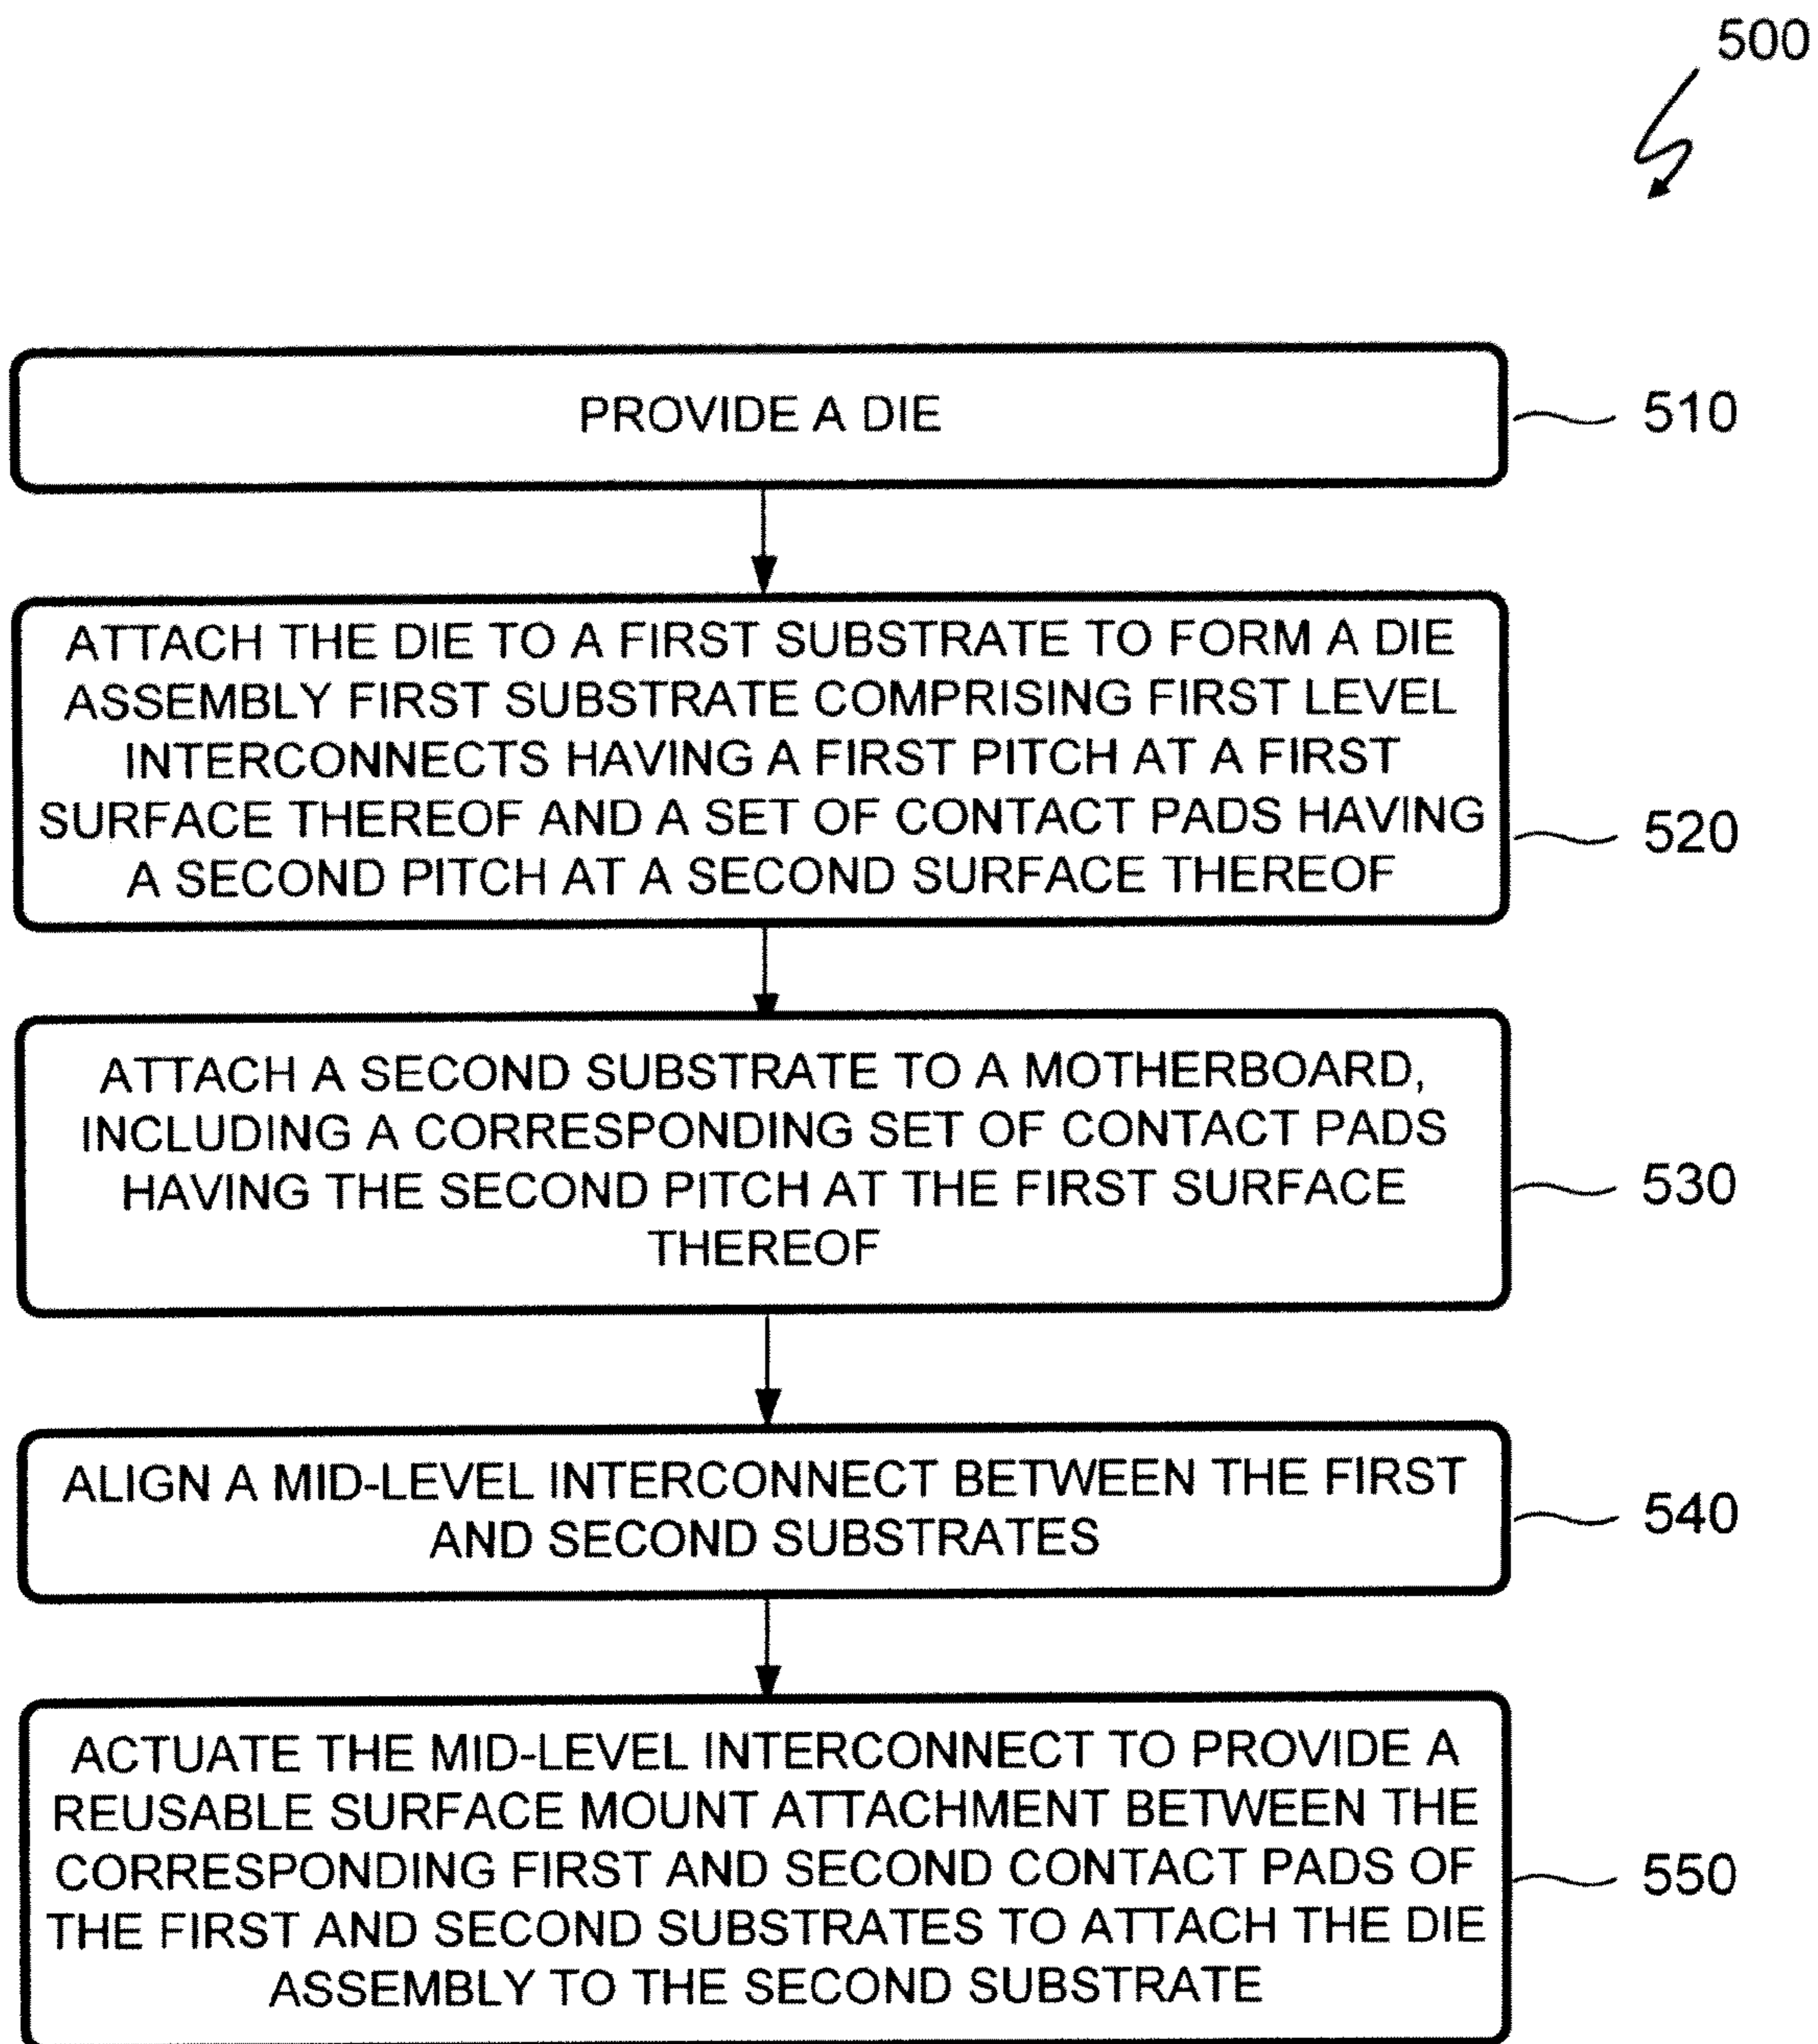 500
PROVIDE A DIE
510
ATTACH THE DIE TO A FIRST SUBSTRATE TO FORM A DIE
ASSEMBLY FIRST SUBSTRATE COMPRISING FIRST LEVEL
INTERCONNECTS HAVING A FIRST PITCH AT A FIRST
SURFACE THEREOF AND A SET OF CONTACT PADS HAVING
A SECOND PITCH AT A SECOND SURFACE THEREOF
520
ATTACH A SECOND SUBSTRATE TO A MOTHERBOARD,
INCLUDING A CORRESPONDING SET OF CONTACT PADS
HAVING THE SECOND PITCH AT THE FIRST SURFACE
THEREOF
530
ALIGN A MID-LEVEL INTERCONNECT BETWEEN THE FIRST
AND SECOND SUBSTRATES
540
ACTUATE THE MID-LEVEL INTERCONNECT TO PROVIDE A
REUSABLE SURFACE MOUNT ATTACHMENT BETWEEN THE
CORRESPONDING FIRST AND SECOND CONTACT PADS OF
THE FIRST AND SECOND SUBSTRATES TO ATTACH THE DIE
ASSEMBLY TO THE SECOND SUBSTRATE
550